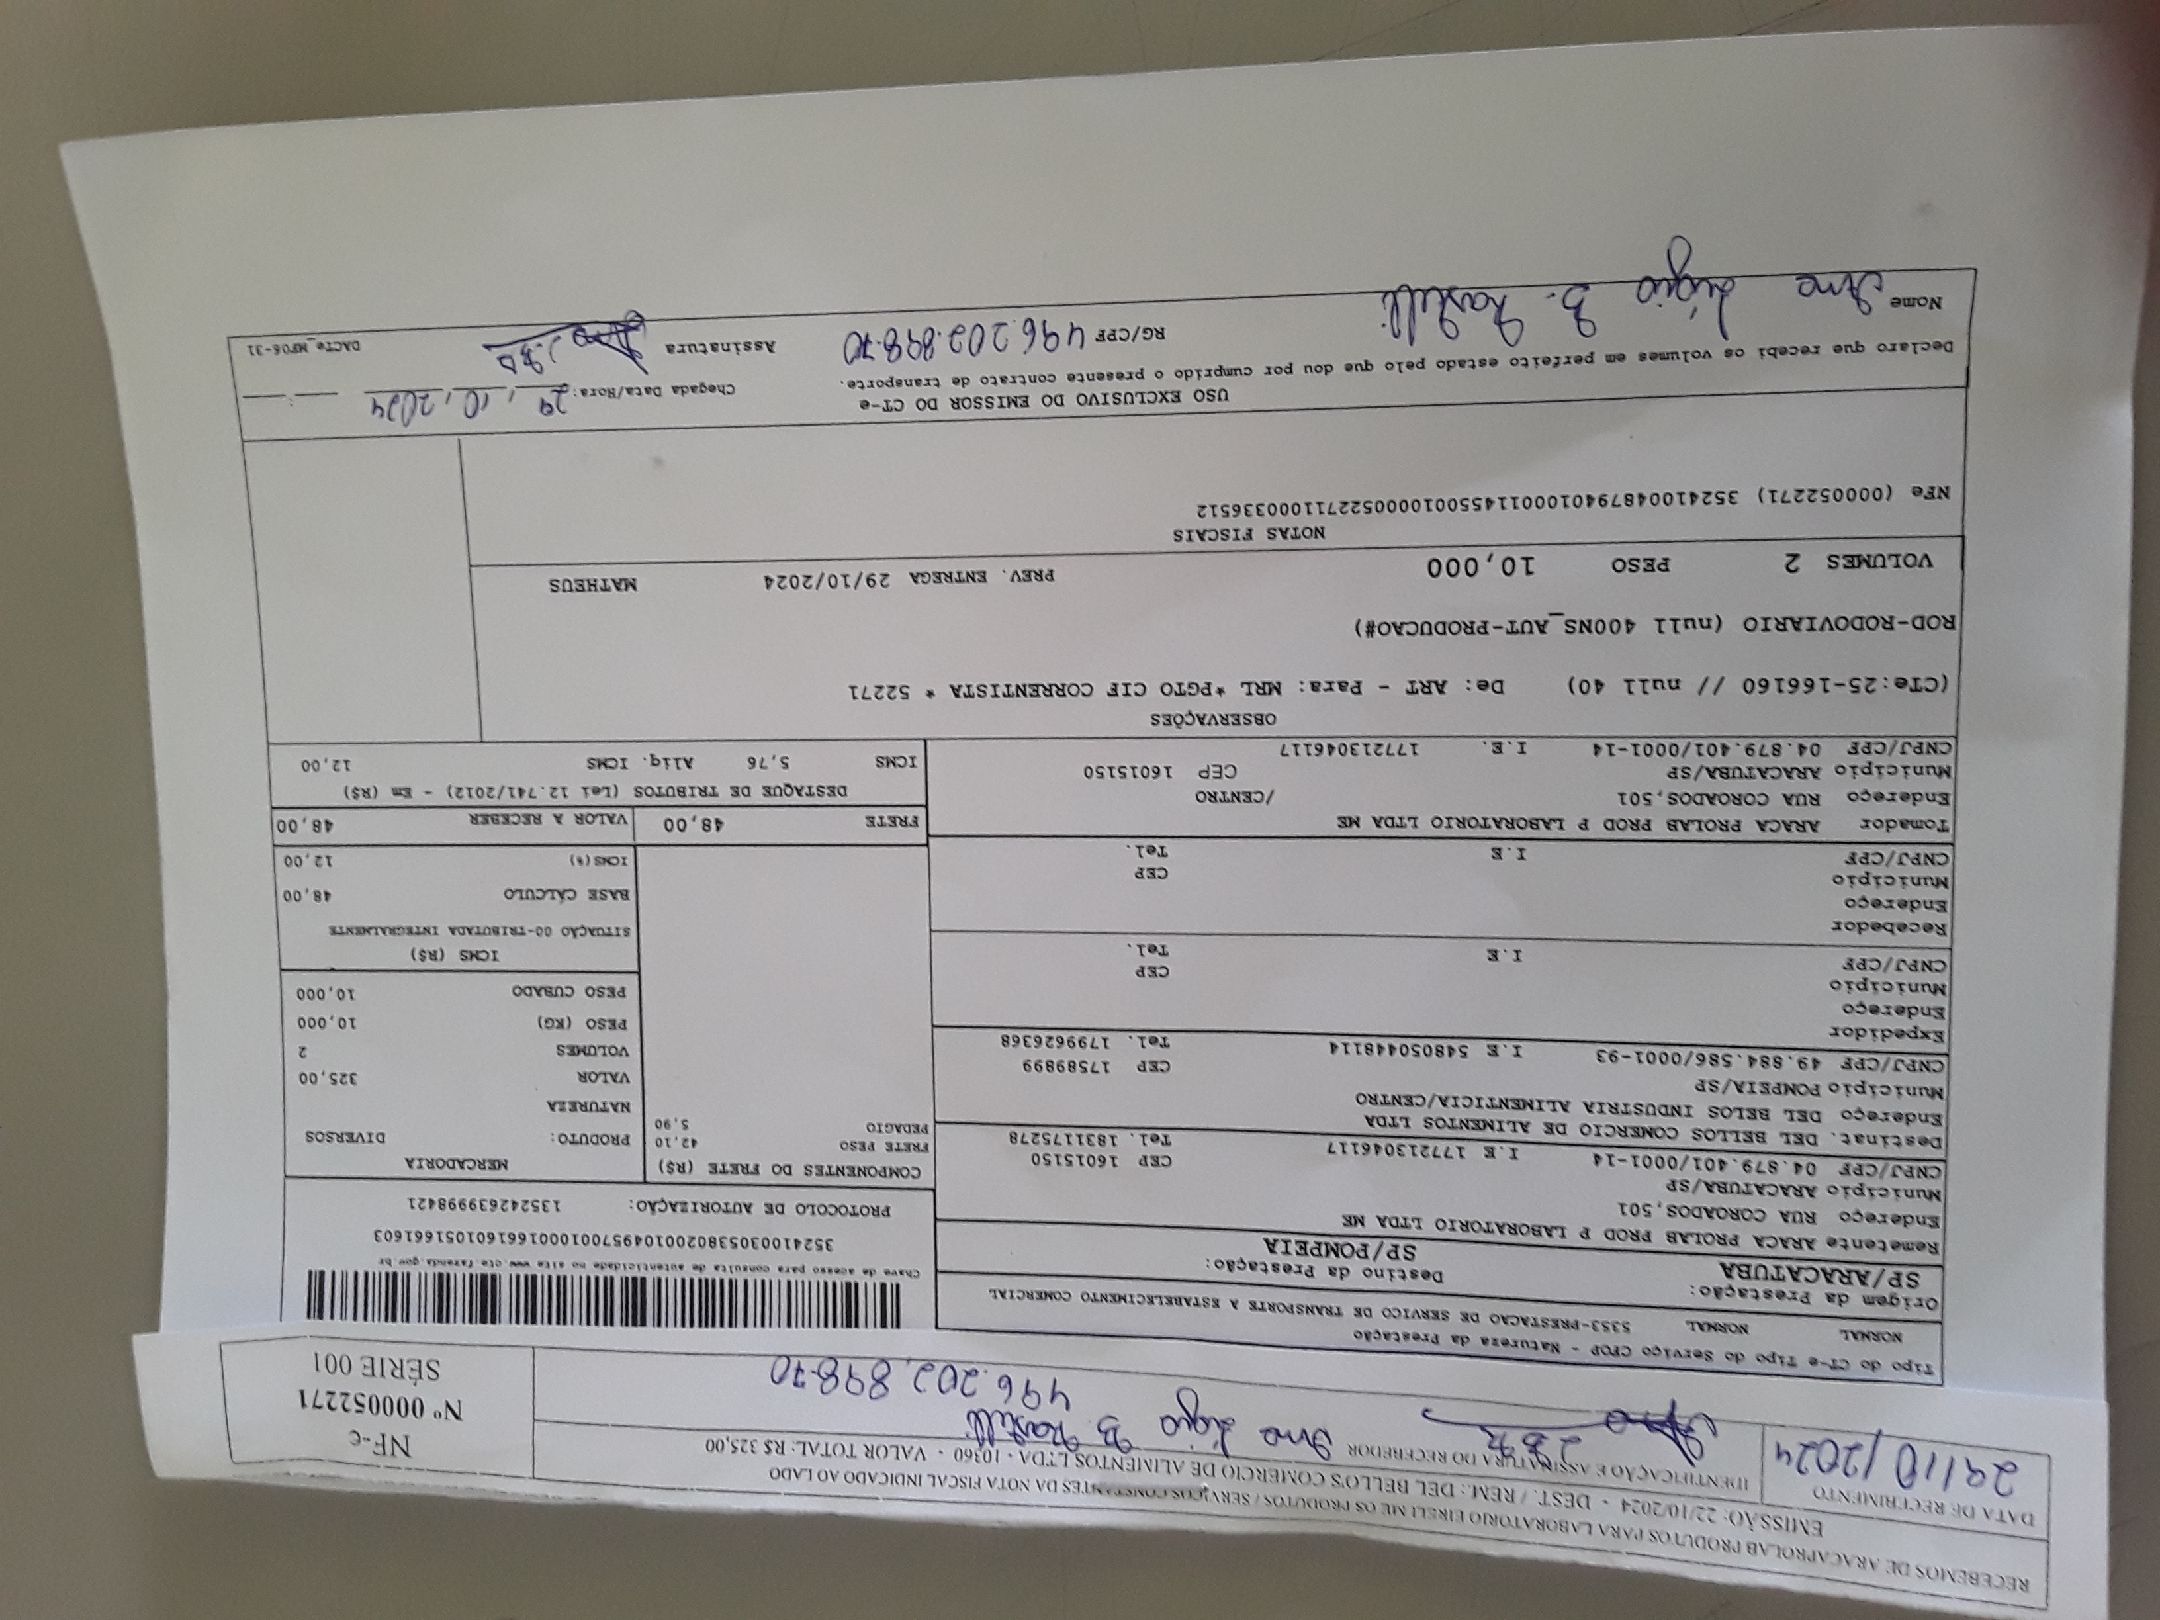 RECEBEMOS DE ARACAPROLAB PRODUTOS PARA LABORATORIO EIRELI ME OS PRODUTOS / SERVIÇOS CONSTANTES DA NOTA FISCAL INDICADO AO LADO
EMISSÃO: 22/10/2024 - DEST. / REM.: DEL BELLO'S COMERCIO DE ALIMENTOS LTDA - 10360 - VALOR TOTAL: R$ 325,00
DATA DE RECEBIMENTO
29/10/2024
IDENTIFICAÇÃO E ASSINATURA DO RECEBEDOR
496.202.898-70
NF-e
Nº 000052271
SÉRIE 001
Tipo do CT-e Tipo do Serviço CFOP - Natureza da Prestação
NORMAL NORMAL 5353-PRESTACAO DE SERVICO DE TRANSPORTE A ESTABELECIMENTO COMERCIAL
Origem da Prestação: Destino da Prestação:
SP/ARACATUBA SP/POMPEIA
Chave de acesso para consulta de autenticidade no site www.cte.fazenda.gov.br
35241003053802001049570010001661601051661603
PROTOCOLO DE AUTORIZAÇÃO: 135242639998421
Remetente ARACA PROLAB PROD P LABORATORIO LTDA ME
Endereço RUA COROADOS,501
Município ARACATUBA/SP CEP 16015150
CNPJ/CPF 04.879.401/0001-14 I.E 177213046117 Tel. 1831175278
Destinat. DEL BELLOS COMERCIO DE ALIMENTOS LTDA
Endereço DEL BELOS INDUSTRIA ALIMENTICIA/CENTRO
Município POMPEIA/SP CEP 17589899
CNPJ/CPF 49.884.586/0001-93 I.E 548050448114 Tel. 179962636８
Expedidor
Endereço
Município CEP
CNPJ/CPF I.E Tel.
Recebedor
Endereço
Município CEP
CNPJ/CPF I.E Tel.
Tomador ARACA PROLAB PROD P LABORATORIO LTDA ME
Endereço RUA COROADOS,501 /CENTRO
Município ARACATUBA/SP CEP 16015150
CNPJ/CPF 04.879.401/0001-14 I.E. 177213046117
COMPONENTES DO FRETE (R$)
FRETE PESO 42,10
PEDAGIO 5,90
MERCADORIA
PRODUTO: DIVERSOS
NATUREZA
VALOR 325,00
VOLUMES 2
PESO (KG) 10,000
PESO CUBADO 10,000
ICMS (R$)
SITUAÇÃO 00-TRIBUTADA INTEGRALMENTE
BASE CÁLCULO 48,00
ICMS(%) 12,00
FRETE 48,00 VALOR A RECEBER 48,00
DESTAQUE DE TRIBUTOS (Lei 12.741/2012) - Em (R$)
ICMS 5,76 Aliq. ICMS 12,00
OBSERVAÇÕES
(CTe:25-166160 // null 40) De: ART - Para: MRL *PGTO CIF CORRENTISTA * 52271
ROD-RODOVIARIO (null 400NS_AUT-PRODUCAO#)
VOLUMES 2 PESO 10,000 PREV. ENTREGA 29/10/2024 MATHEUS
NOTAS FISCAIS
NFe (000052271) 35241004879401000114550010000522711000336512
USO EXCLUSIVO DO EMISSOR DO CT-e
Chegada Data/Hora: 29/10/2024
Declaro que recebi os volumes em perfeito estado pelo que dou por cumprido o presente contrato de transporte.
Nome Ana Lígia B. RG/CPF 496.202.898-70 Assinatura
DACTe_MP06-31